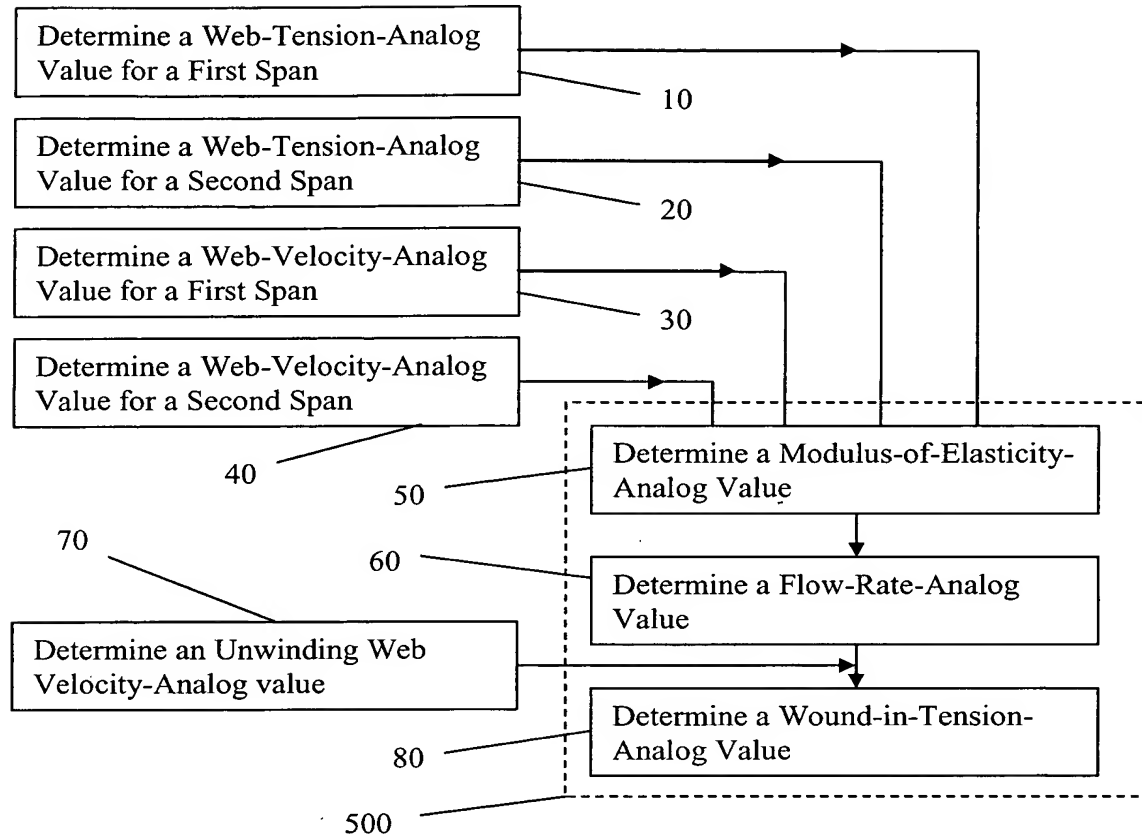 Determine a Web-Tension-Analog
Value for a First Span
10
Determine a Web-Tension-Analog
Value for a Second Span
20
Determine a Web-Velocity-Analog
Value for a First Span
30
Determine a Web-Velocity-Analog
Value for a Second Span
40
Determine a Modulus-of-Elasticity-
Analog Value
50
70
60
Determine a Flow-Rate-Analog
Value
Determine an Unwinding Web
Velocity-Analog value
Determine a Wound-in-Tension-
Analog Value
80
500